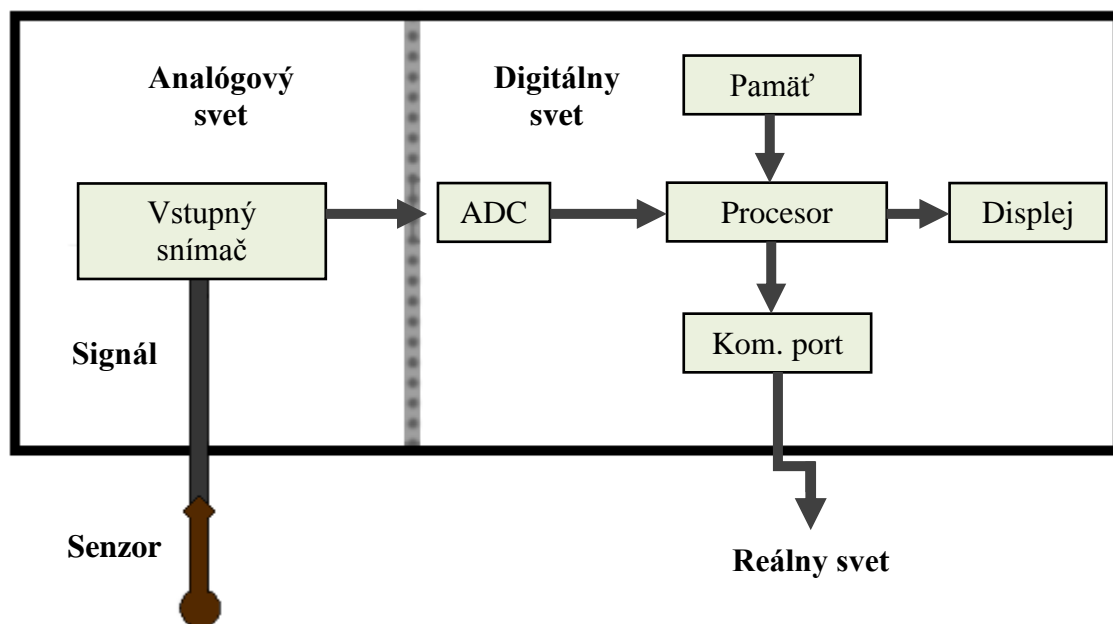 Analógový
svet
Digitálny
svet
Pamäť
Vstupný
snímač
ADC
Procesor
Displej
Signál
Kom. port
Senzor
Reálny svet